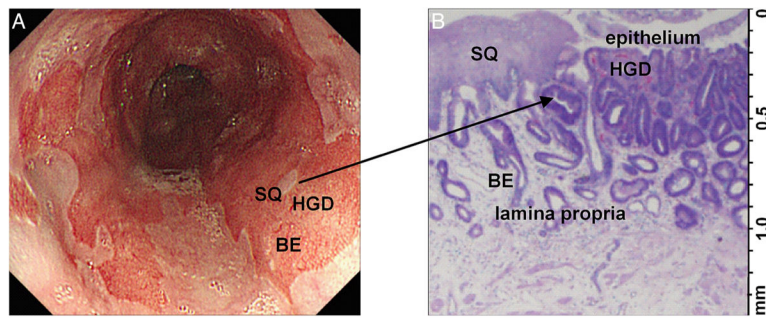 A
SQ
HGD
BE
B
SQ
epithelium
HGD
BE
lamina propria
0
0.5
1.0
mm